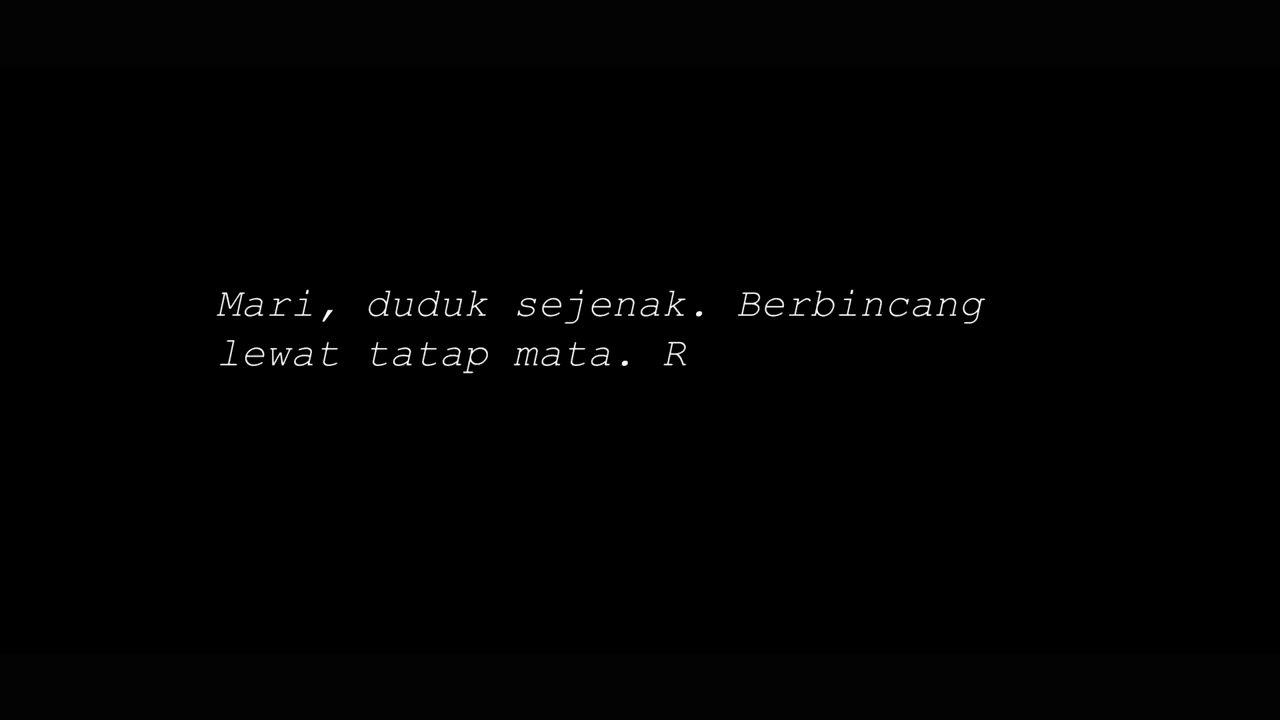 Mari, duduk sejenak. Berbincang
lewat tatap mata. R